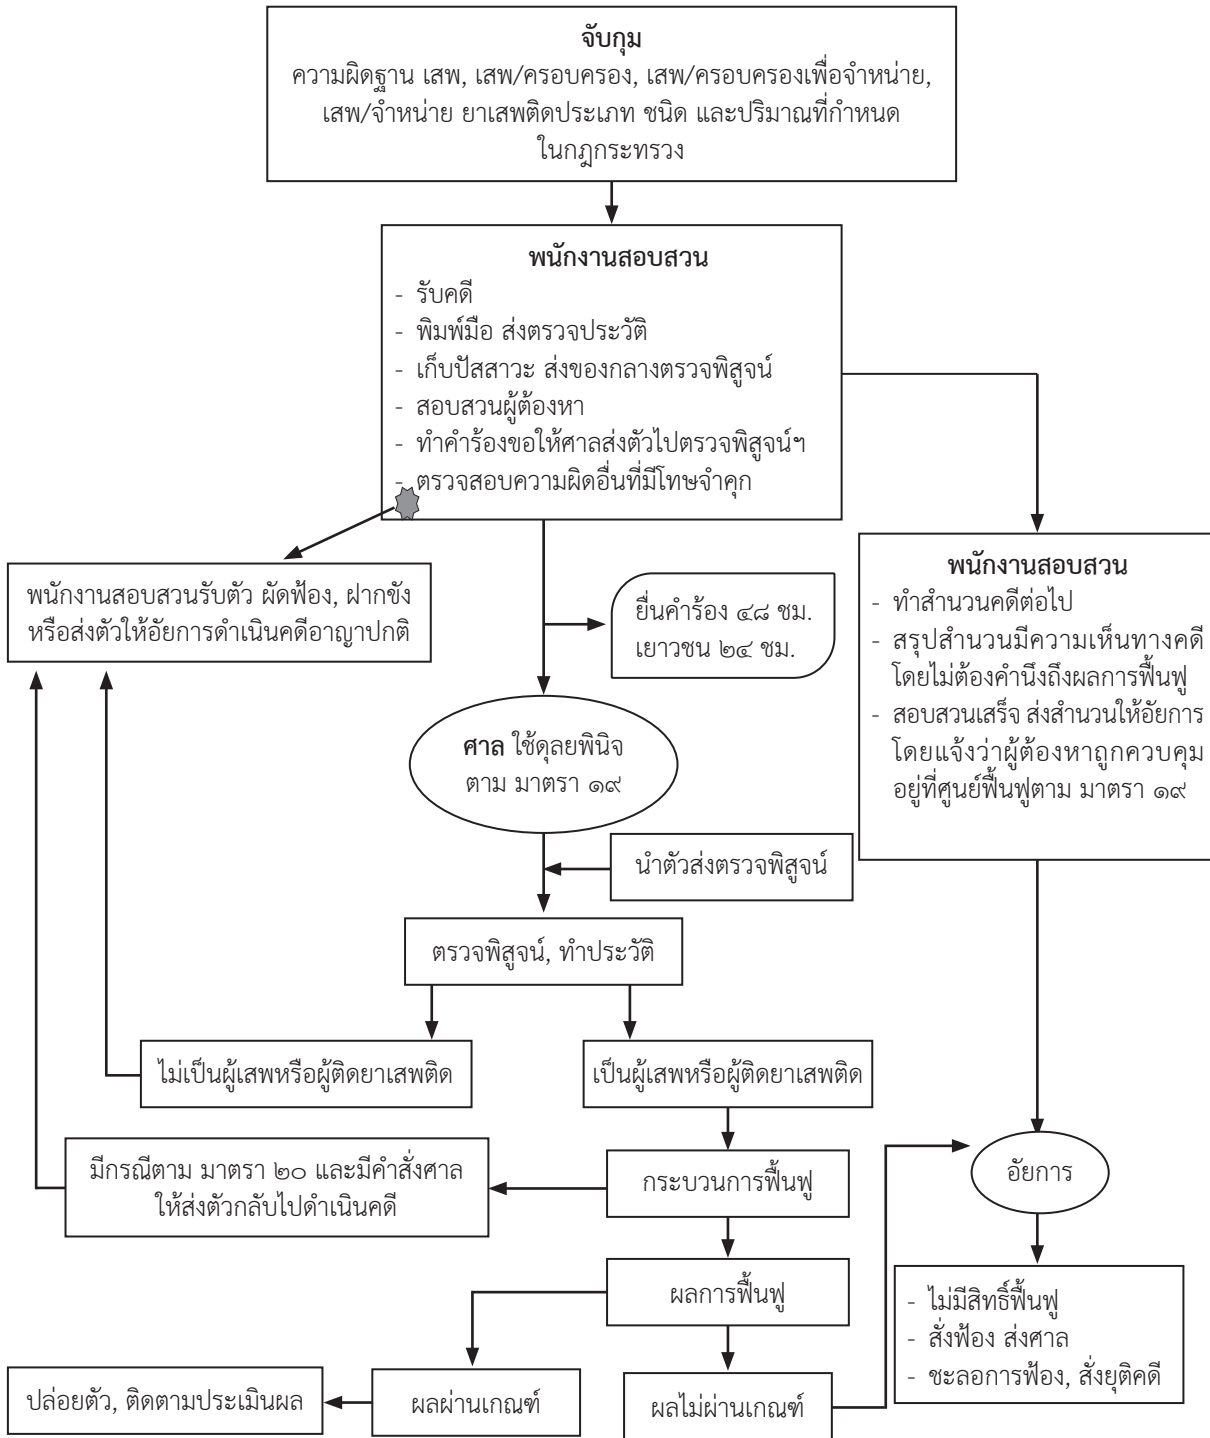 จับกุม
ความผิดฐาน เสพ, เสพ/ครอบครอง, เสพ/ครอบครองเพื่อจำหน่าย,
เสพ/จำหน่าย ยาเสพติดประเภท ชนิด และปริมาณที่กำหนด
ในกฎกระทรวง
พนักงานสอบสวน
- รับคดี
- พิมพ์มือ ส่งตรวจประวัติ
- เก็บปัสสาวะ ส่งของกลางตรวจพิสูจน์
- สอบสวนผู้ต้องหา
- ทำคำร้องขอให้ศาลส่งตัวไปตรวจพิสูจน์ฯ
- ตรวจสอบความผิดอื่นที่มีโทษจำคุก
พนักงานสอบสวนรับตัว ผัดฟ้อง, ฝากขัง
หรือส่งตัวให้อัยการดำเนินคดีอาญาปกติ
ยื่นคำร้อง ๔๘ ชม.
เยาวชน ๒๔ ชม.
พนักงานสอบสวน
- ทำสำนวนคดีต่อไป
- สรุปสำนวนมีความเห็นทางคดี
โดยไม่ต้องคำนึงถึงผลการฟื้นฟู
- สอบสวนเสร็จ ส่งสำนวนให้อัยการ
โดยแจ้งว่าผู้ต้องหาถูกควบคุม
อยู่ที่ศูนย์ฟื้นฟูตาม มาตรา ๑๙
ศาล ใช้ดุลยพินิจ
ตาม มาตรา ๑๙
นำตัวส่งตรวจพิสูจน์
ตรวจพิสูจน์, ทำประวัติ
ไม่เป็นผู้เสพหรือผู้ติดยาเสพติด
เป็นผู้เสพหรือผู้ติดยาเสพติด
มีกรณีตาม มาตรา ๒๐ และมีคำสั่งศาล
ให้ส่งตัวกลับไปดำเนินคดี
กระบวนการฟื้นฟู
อัยการ
ผลการฟื้นฟู
- ไม่มีสิทธิ์ฟื้นฟู
- สั่งฟ้อง ส่งศาล
- ชะลอการฟ้อง, สั่งยุติคดี
ปล่อยตัว, ติดตามประเมินผล
ผลผ่านเกณฑ์
ผลไม่ผ่านเกณฑ์